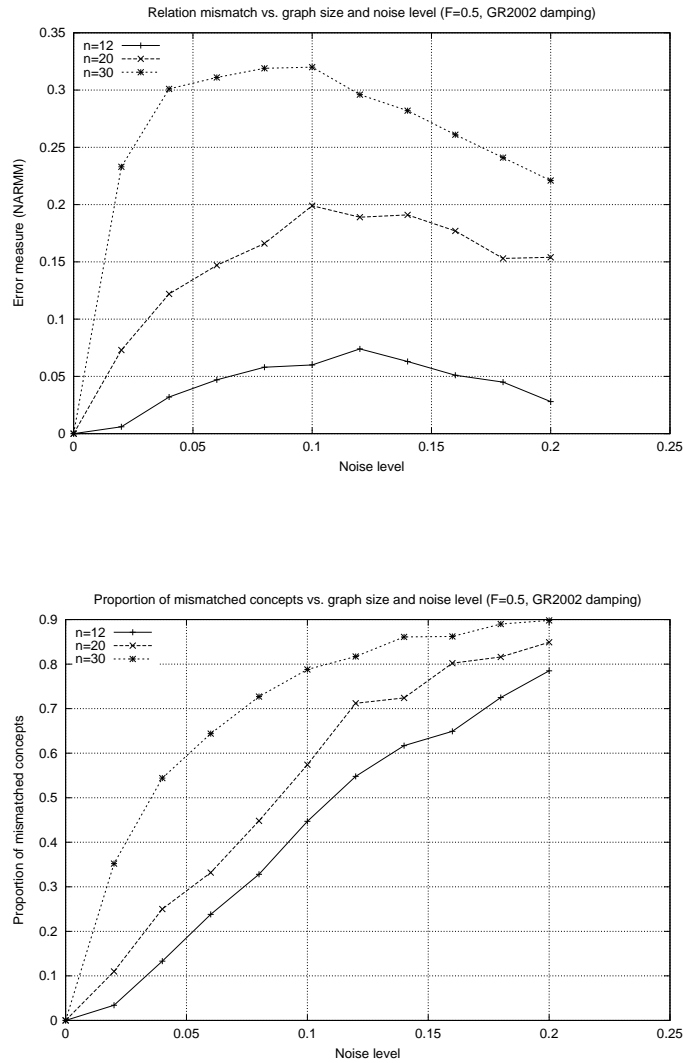 Relation mismatch vs. graph size and noise level (F=0.5, GR2002 damping)
0.35
n=12
n=20
n=30
0.3
0.25
0.2
0.15
0.1
0.05
0
Error measure (NARMM)
0 0.05 0.1 0.15 0.2 0.25
Noise level
Proportion of mismatched concepts vs. graph size and noise level (F=0.5, GR2002 damping)
0.9
n=12
n=20
n=30
0.8
0.7
0.6
0.5
0.4
0.3
0.2
0.1
0
Proportion of mismatched concepts
0 0.05 0.1 0.15 0.2 0.25
Noise level